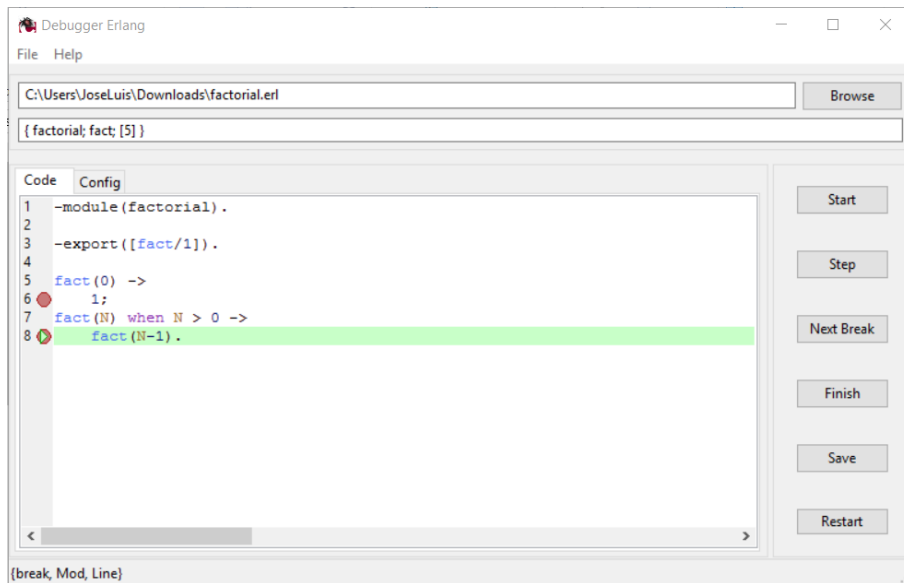 Debugger Erlang
File Help
C:\Users\JoseLuis\Downloads\factorial.erl Browse
{ factorial; fact; [5] }
Code Config
1 -module(factorial).
2
3 -export([fact/1]).
4
5 fact(0) ->
6 1;
7 fact(N) when N > 0 ->
8 fact(N-1).
Start
Step
Next Break
Finish
Save
Restart
{break, Mod, Line}